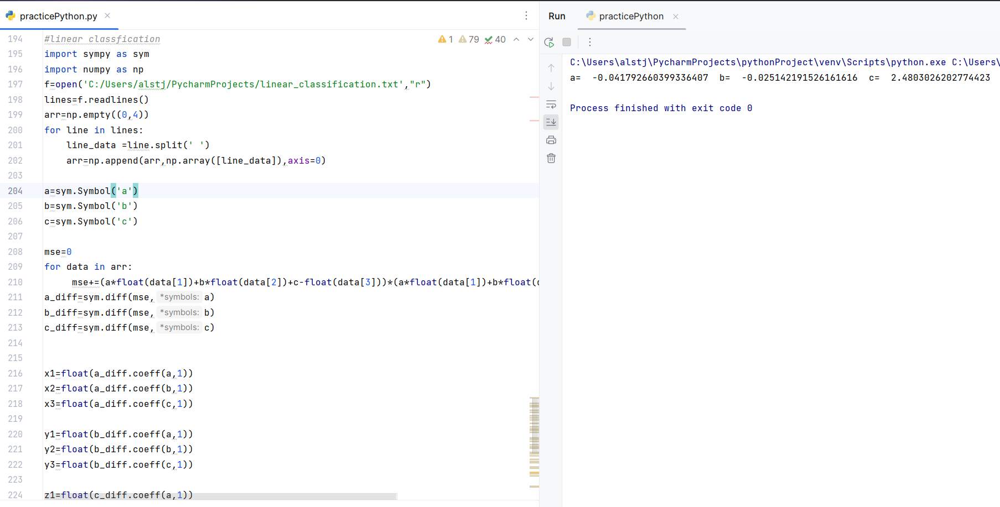 practicePython.py
194 #linear classfication
1 79 40
195 import sympy as sym
196 import numpy as np
197 f=open('C:/Users/alstj/PycharmProjects/linear_classification.txt',"r")
198 lines=f.readlines()
199 arr=np.empty((0,4))
200 for line in lines:
201     line_data =line.split(' ')
202     arr=np.append(arr,np.array([line_data]),axis=0)
203
204 a=sym.Symbol('a')
205 b=sym.Symbol('b')
206 c=sym.Symbol('c')
207
208 mse=0
209 for data in arr:
210      mse+=(a*float(data[1])+b*float(data[2])+c-float(data[3]))*(a*float(data[1])+b*float(
211 a_diff=sym.diff(mse, *symbols: a)
212 b_diff=sym.diff(mse, *symbols: b)
213 c_diff=sym.diff(mse, *symbols: c)
214
215
216 x1=float(a_diff.coeff(a,1))
217 x2=float(a_diff.coeff(b,1))
218 x3=float(a_diff.coeff(c,1))
219
220 y1=float(b_diff.coeff(a,1))
221 y2=float(b_diff.coeff(b,1))
222 y3=float(b_diff.coeff(c,1))
223
224 z1=float(c_diff.coeff(a,1))
Run practicePython
C:\Users\alstj\PycharmProjects\pythonProject\venv\Scripts\python.exe C:\Users\
a=  -0.041792660399336407  b=  -0.025142191526161616  c=  2.4803026202774423
Process finished with exit code 0